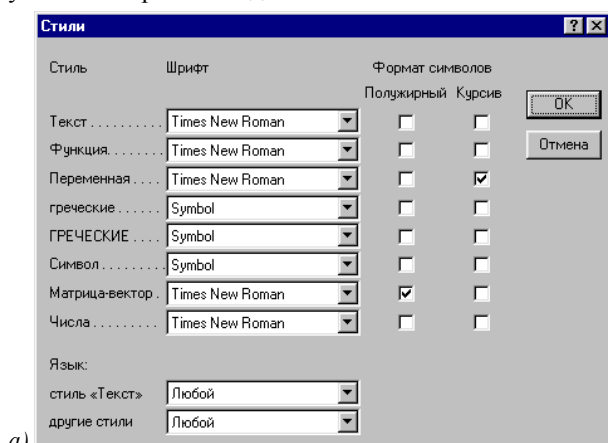 Стили
Стиль Шрифт Формат символов
Полужирный Курсив
OK
Текст . . . . . . . . . . Times New Roman
Функция. . . . . . . . Times New Roman
Отмена
Переменная . . . . Times New Roman
греческие . . . . . . Symbol
ГРЕЧЕСКИЕ . . . . Symbol
Символ . . . . . . . . . Symbol
Матрица-вектор . Times New Roman
Числа . . . . . . . . . Times New Roman
Язык:
стиль «Текст» Любой
другие стили Любой
а)